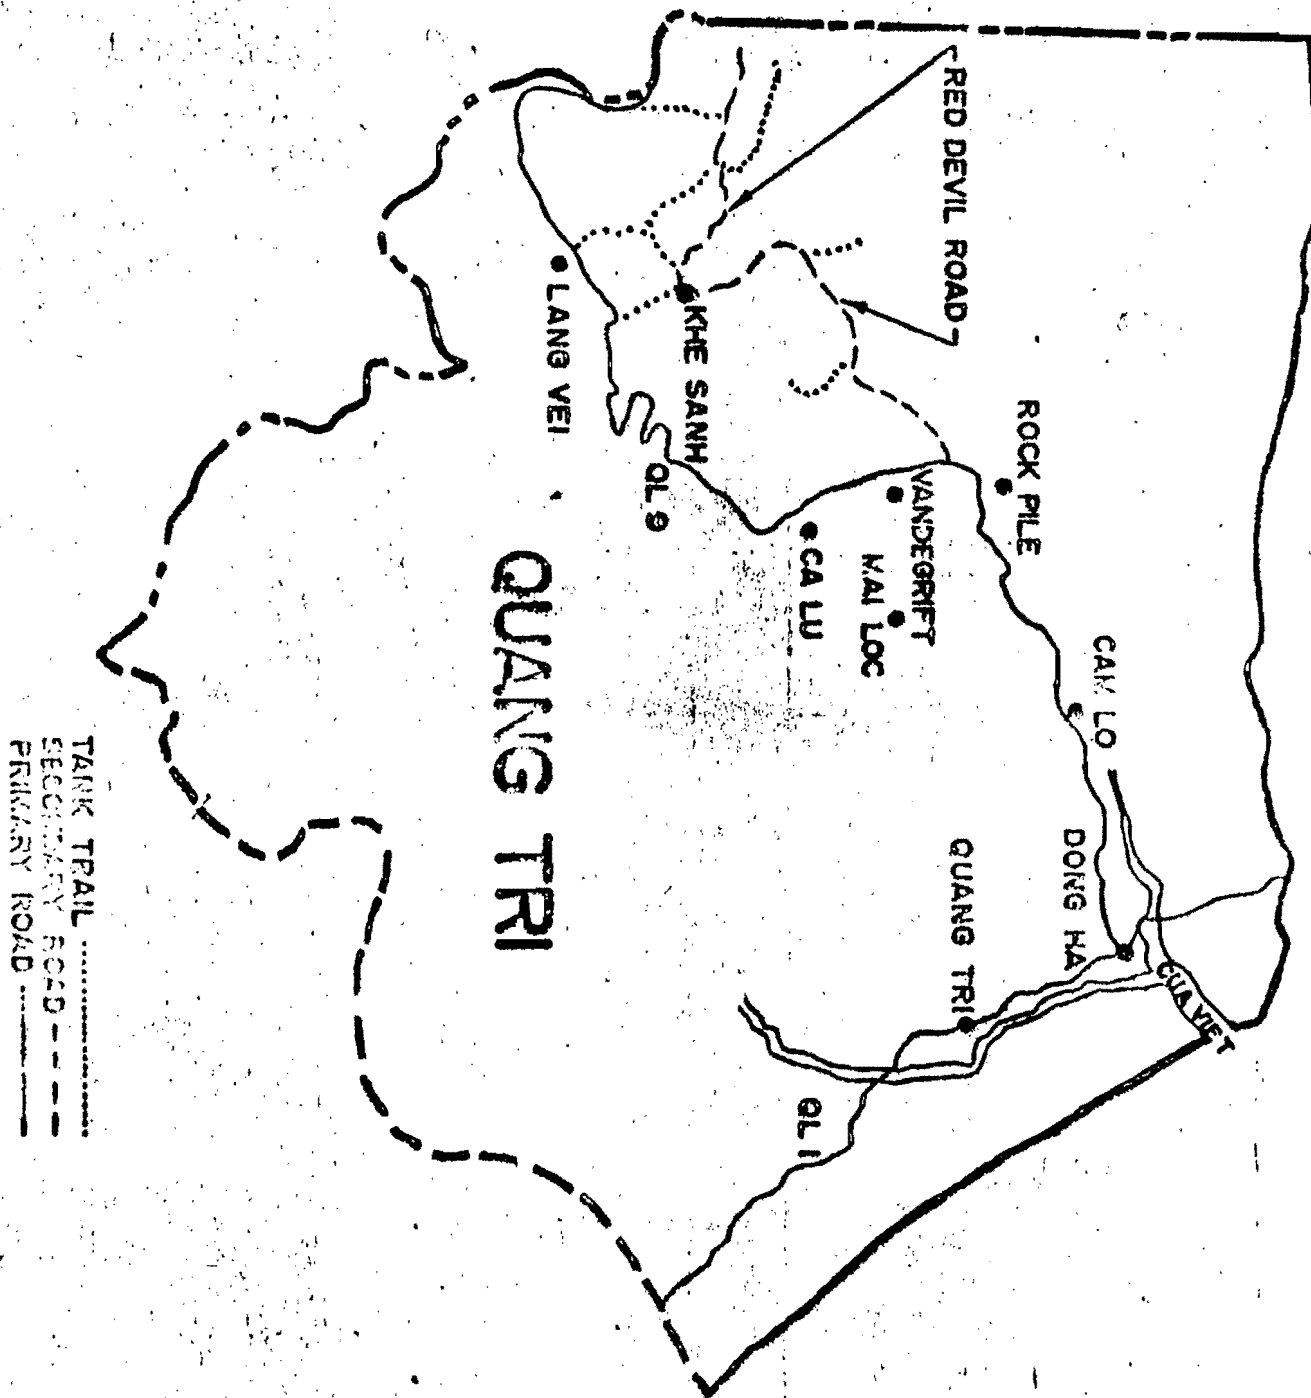 RED DEVIL ROAD
ROCK PILE
CAM LO
DONG HA
CUA VIET
KHE SANH
VANDEGRIFT
MAI LOC
CA LU
QUANG TRI
LANG VEI
QL 9
QL 1
QUANG TRI
TANK TRAIL
SECONDARY ROAD
PRIMARY ROAD